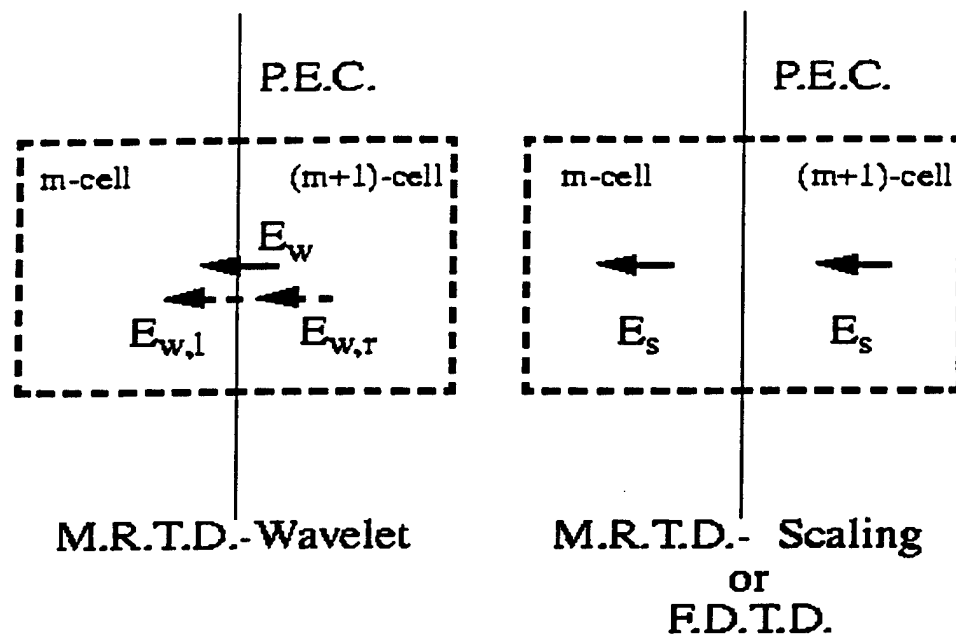 P.E.C.
m-cell
(m+1)-cell
E_w
E_w,l
E_w,r
M.R.T.D.-Wavelet
P.E.C.
m-cell
(m+1)-cell
E_s
E_s
M.R.T.D.- Scaling
or
F.D.T.D.